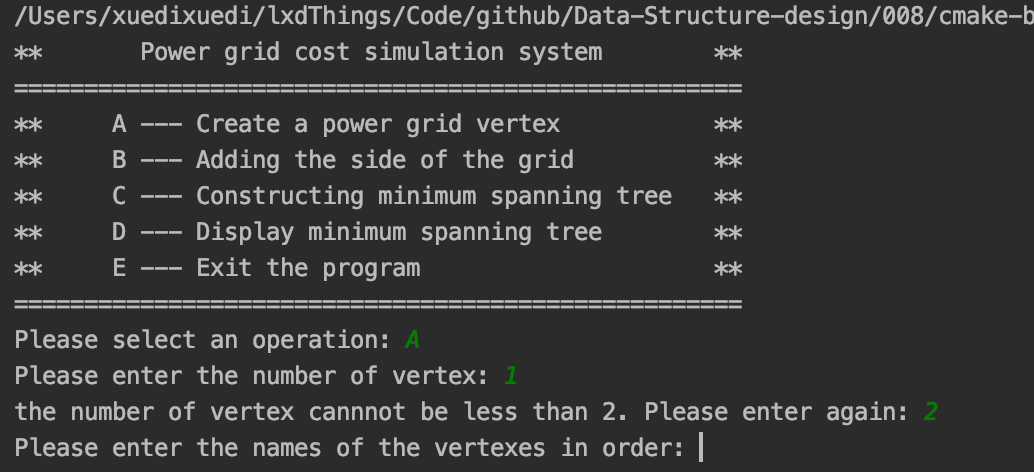 /Users/xuedixuedi/lxdThings/Code/github/Data-Structure-design/008/cmake-b
** Power grid cost simulation system **
====================================================
** A --- Create a power grid vertex **
** B --- Adding the side of the grid **
** C --- Constructing minimum spanning tree **
** D --- Display minimum spanning tree **
** E --- Exit the program **
====================================================
Please select an operation: A
Please enter the number of vertex: 1
the number of vertex cannnot be less than 2. Please enter again: 2
Please enter the names of the vertexes in order: